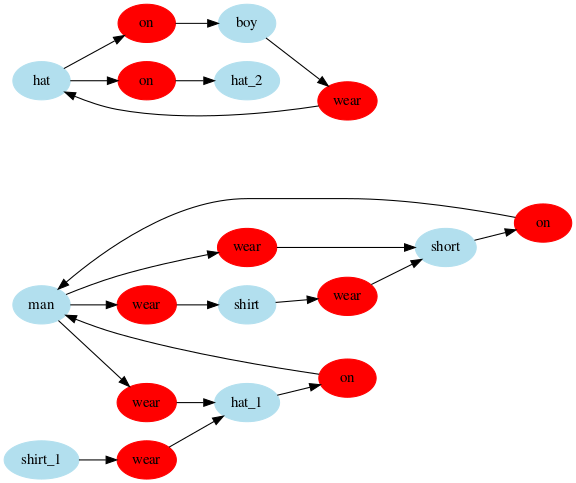 on
boy
hat
on
hat_2
wear
on
wear
short
man
wear
shirt
wear
on
wear
hat_1
shirt_1
wear